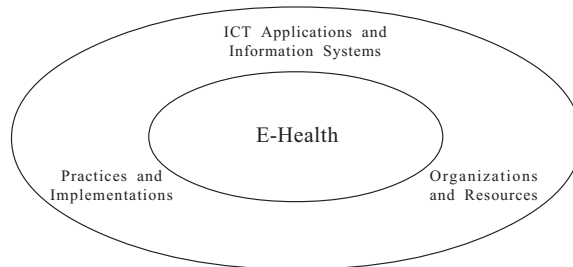 ICT Applications and
Information Systems
E-Health
Practices and
Implementations
Organizations
and Resources